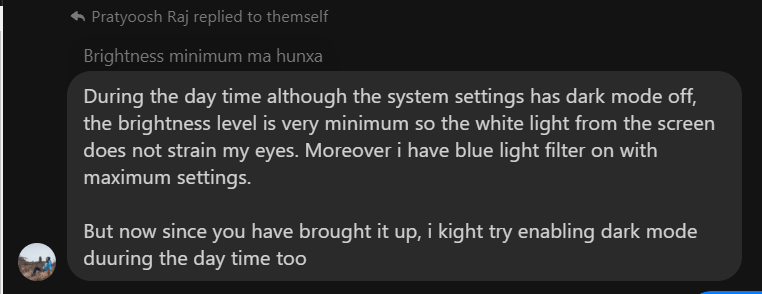 Pratyoosh Raj replied to themself
Brightness minimum ma hunxa
During the day time although the system settings has dark mode off,
the brightness level is very minimum so the white light from the screen
does not strain my eyes. Moreover i have blue light filter on with
maximum settings.
But now since you have brought it up, i kight try enabling dark mode
duuring the day time too